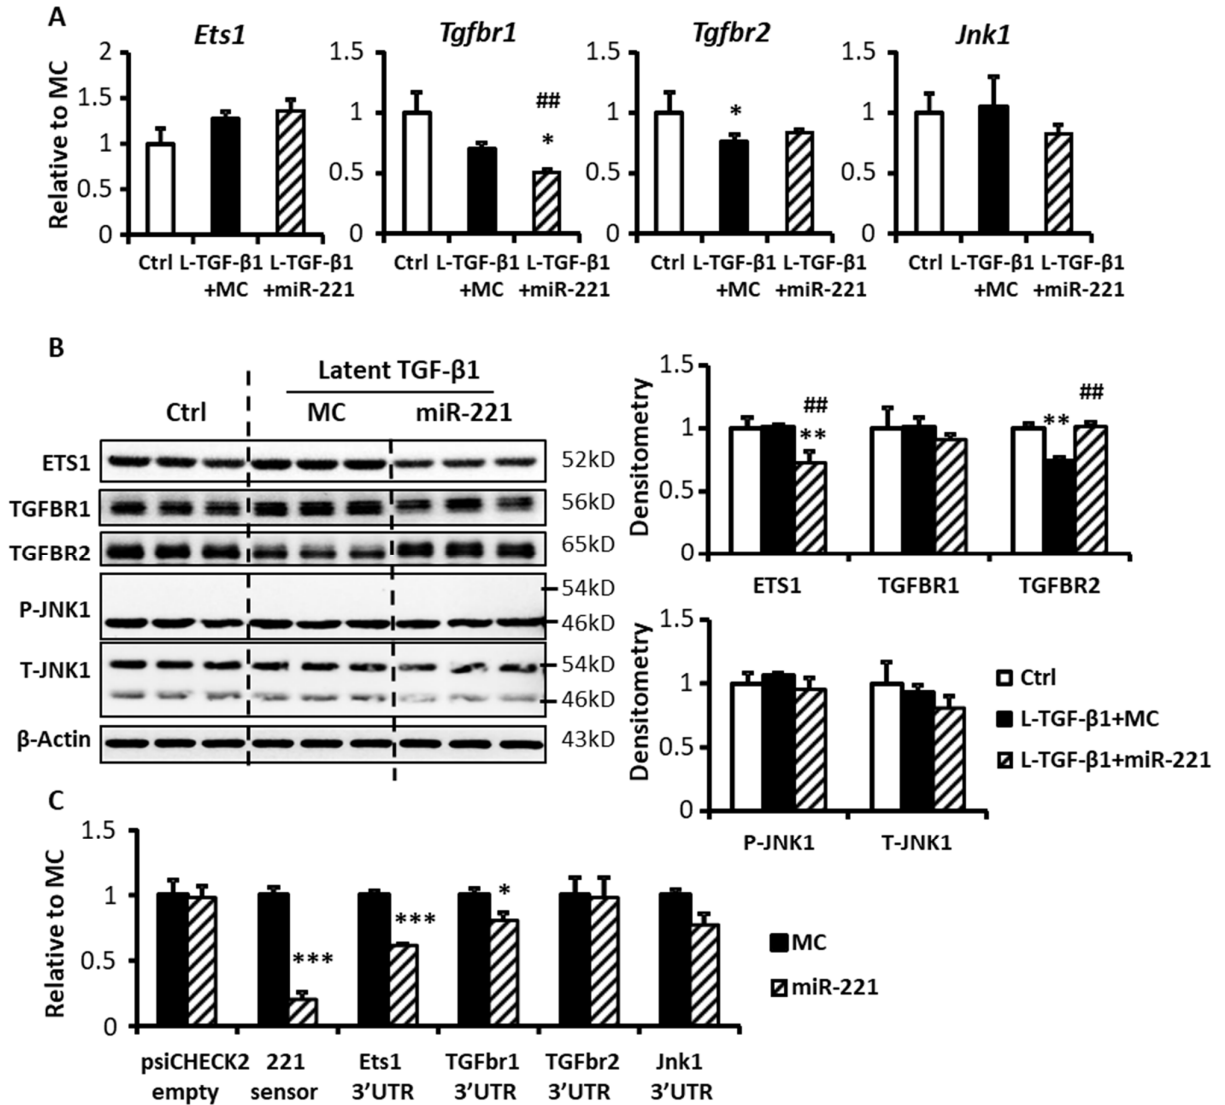 A
Ets1
Tgfbr1
Tgfbr2
Jnk1
Relative to MC
2
1.5
1
0.5
0
1.5
1
0.5
0
##
*
1.5
1
0.5
0
*
1.5
1
0.5
0
Ctrl L-TGF-β1 L-TGF-β1
+MC +miR-221
Ctrl L-TGF-β1 L-TGF-β1
+MC +miR-221
Ctrl L-TGF-β1 L-TGF-β1
+MC +miR-221
Ctrl L-TGF-β1 L-TGF-β1
+MC +miR-221
B
Latent TGF-β1
Ctrl MC miR-221
ETS1 52kD
TGFBR1 56kD
TGFBR2 65kD
P-JNK1 54kD
46kD
T-JNK1 54kD
46kD
β-Actin 43kD
Densitometry
1.5
1
0.5
0
##
**
**
##
ETS1 TGFBR1 TGFBR2
Densitometry
1.5
1
0.5
0
P-JNK1 T-JNK1
Ctrl
L-TGF-β1+MC
L-TGF-β1+miR-221
C
Relative to MC
1.5
1
0.5
0
***
***
*
psiCHECK2 221 Ets1 TGFbr1 TGFbr2 Jnk1
empty sensor 3’UTR 3’UTR 3’UTR 3’UTR
MC
miR-221